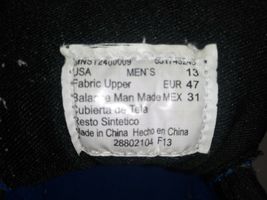 USA MEN'S 13
Fabric Upper EUR 47
Balance Man Made MEX 31
Cubierta de Tela
Resto Sintetico
Made in China Hecho en China
28802104 F13